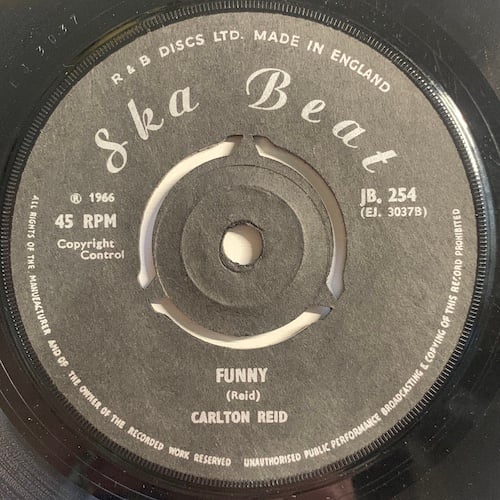 R & B DISCS LTD. MADE IN ENGLAND
Ska Beat
℗ 1966
45 RPM
Copyright
Control
JB. 254
(EJ. 3037B)
FUNNY
(Reid)
CARLTON REID
ALL RIGHTS OF THE MANUFACTURER AND OF THE OWNER OF THE RECORDED WORK RESERVED UNAUTHORISED PUBLIC PERFORMANCE BROADCASTING & COPYING OF THIS RECORD PROHIBITED